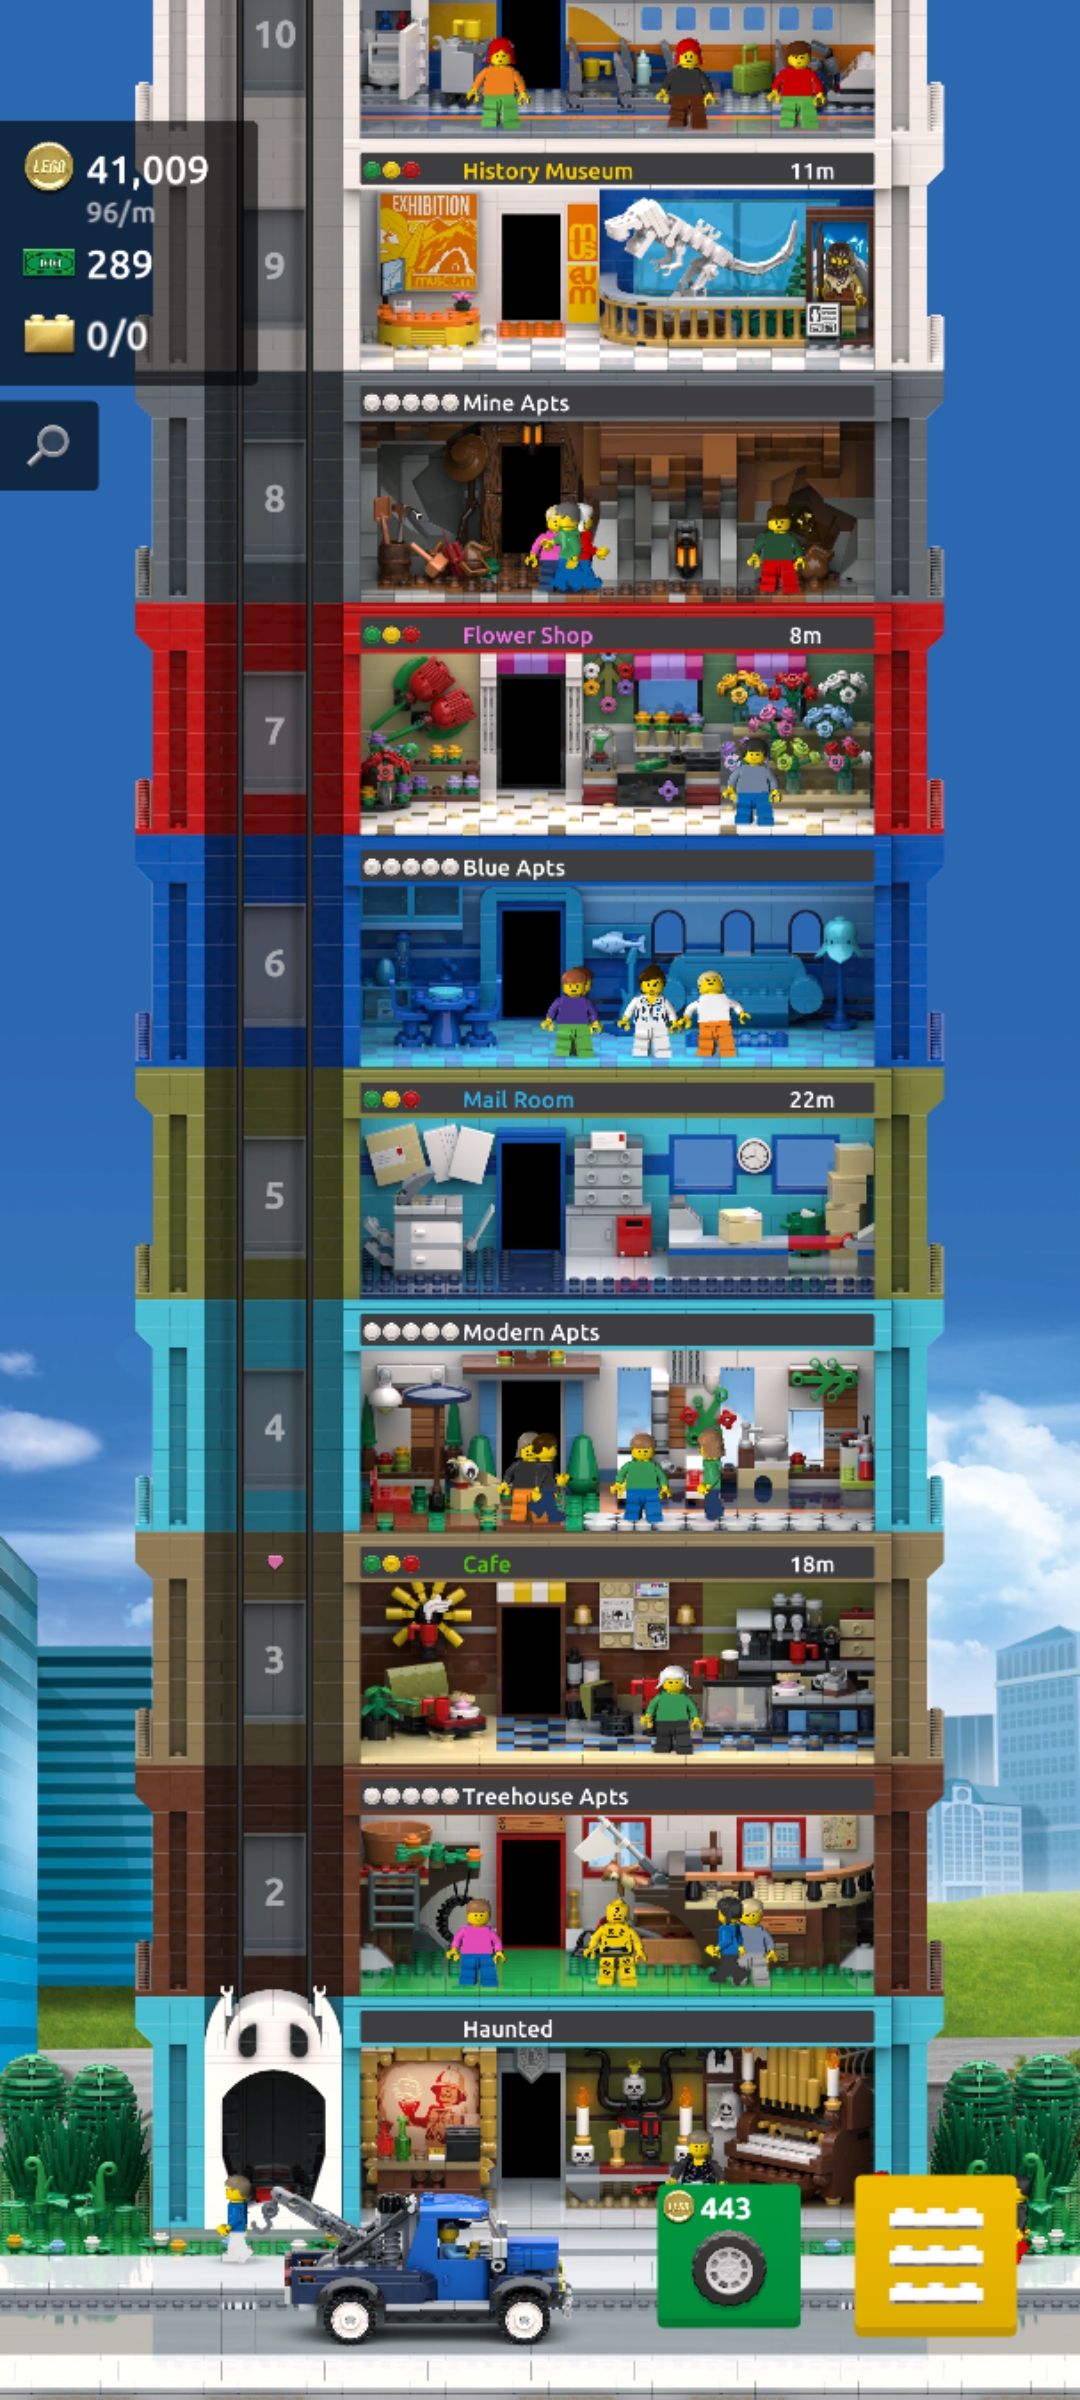 10
LEGO 41,009
96/m
289
0/0
History Museum 11m
EXHIBITION
museum
mus
eum
9
Mine Apts
8
Flower Shop 8m
7
Blue Apts
6
Mail Room 22m
5
Modern Apts
4
Cafe 18m
3
Treehouse Apts
2
Haunted
443